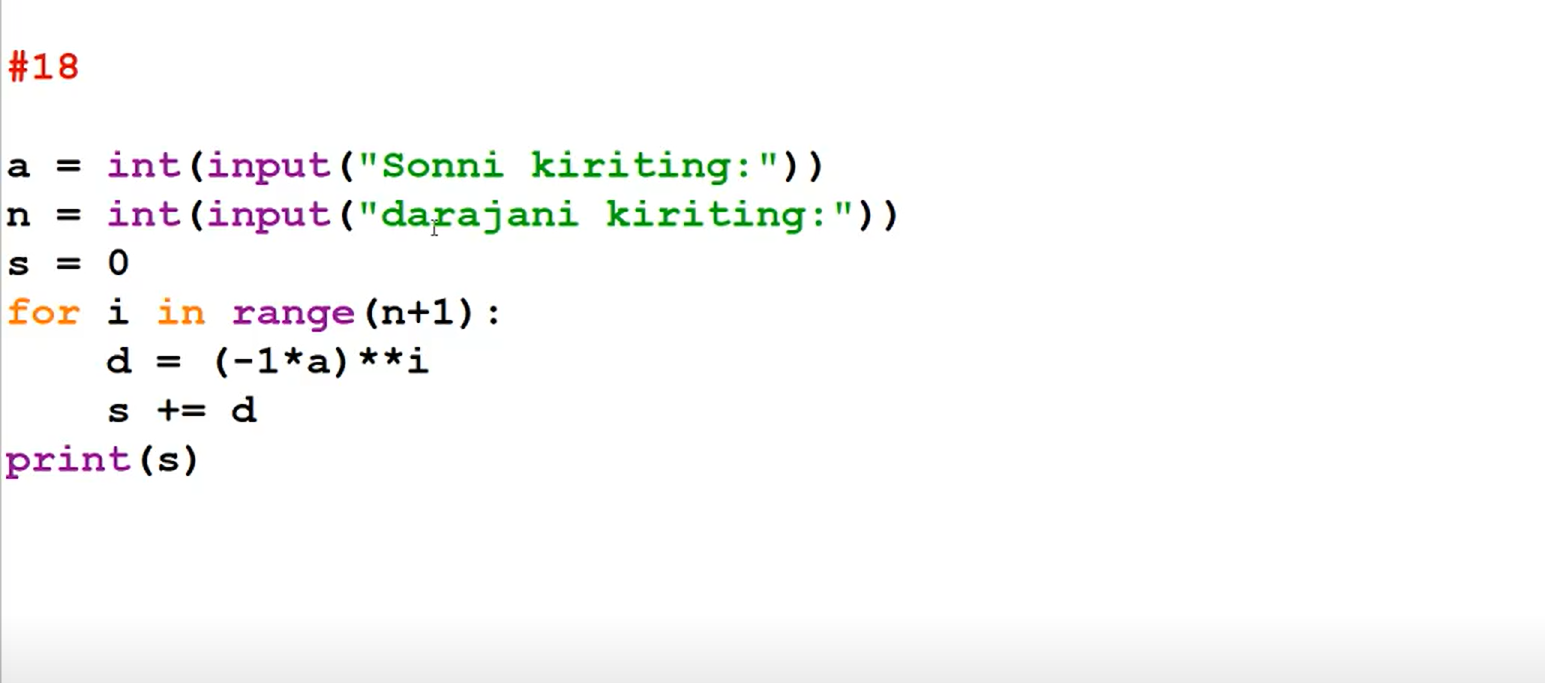 #18
a = int(input("Sonni kiriting:"))
n = int(input("darajani kiriting:"))
s = 0
for i in range(n+1):
    d = (-1*a)**i
    s += d
print(s)